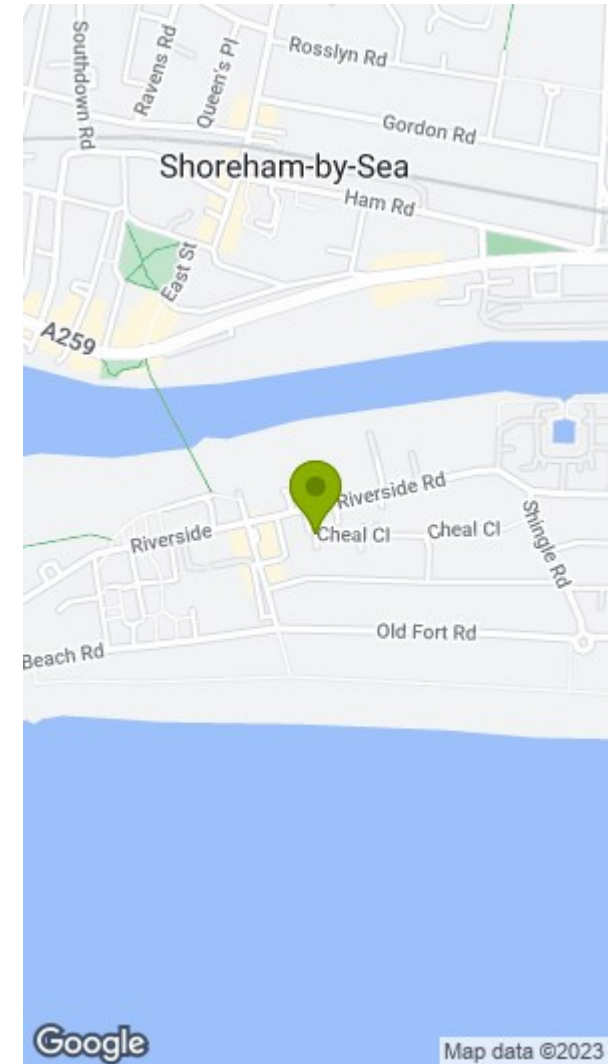 Southdown Rd
Ravens Rd
Queen's Pl
Rosslyn Rd
Gordon Rd
Shoreham-by-Sea
Ham Rd
East St
A259
Riverside Rd
Riverside
Cheal Cl
Cheal Cl
Shingle Rd
Old Fort Rd
Beach Rd
Google
Map data ©2023